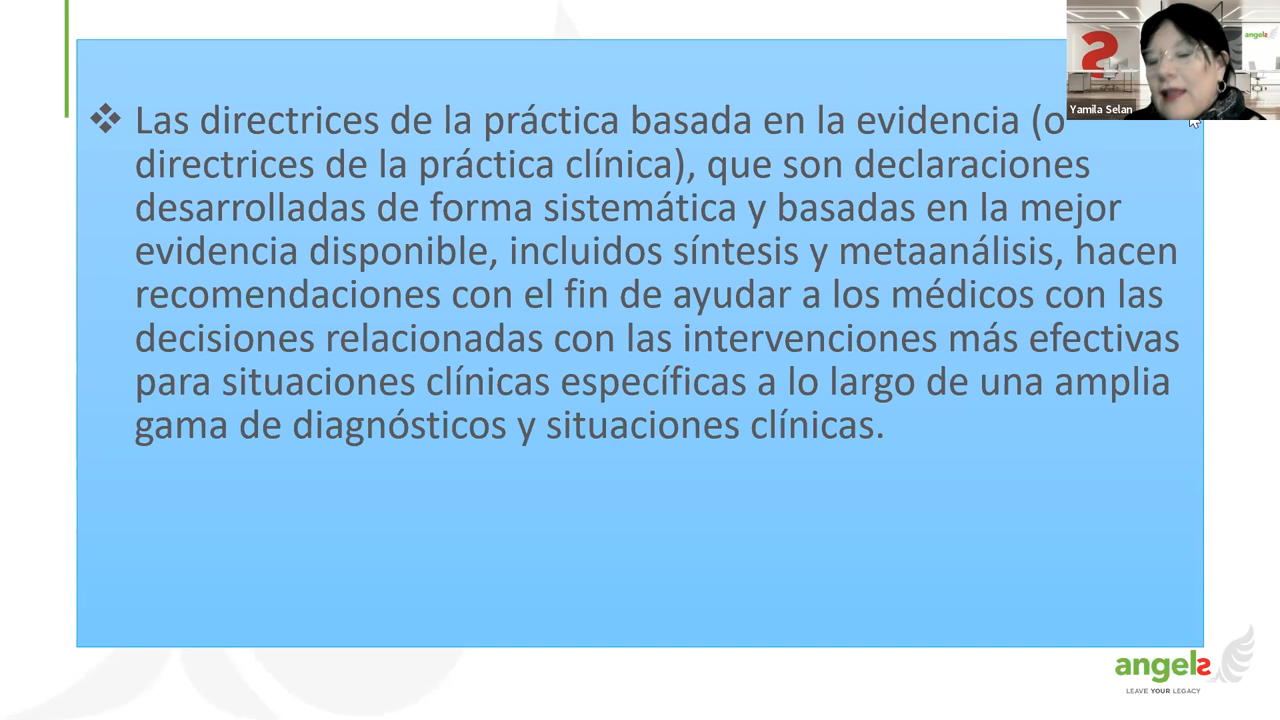 ❖ Las directrices de la práctica basada en la evidencia (o
directrices de la práctica clínica), que son declaraciones
desarrolladas de forma sistemática y basadas en la mejor
evidencia disponible, incluidos síntesis y metaanálisis, hacen
recomendaciones con el fin de ayudar a los médicos con las
decisiones relacionadas con las intervenciones más efectivas
para situaciones clínicas específicas a lo largo de una amplia
gama de diagnósticos y situaciones clínicas.
Yamila Selan
angels
angels
LEAVE YOUR LEGACY